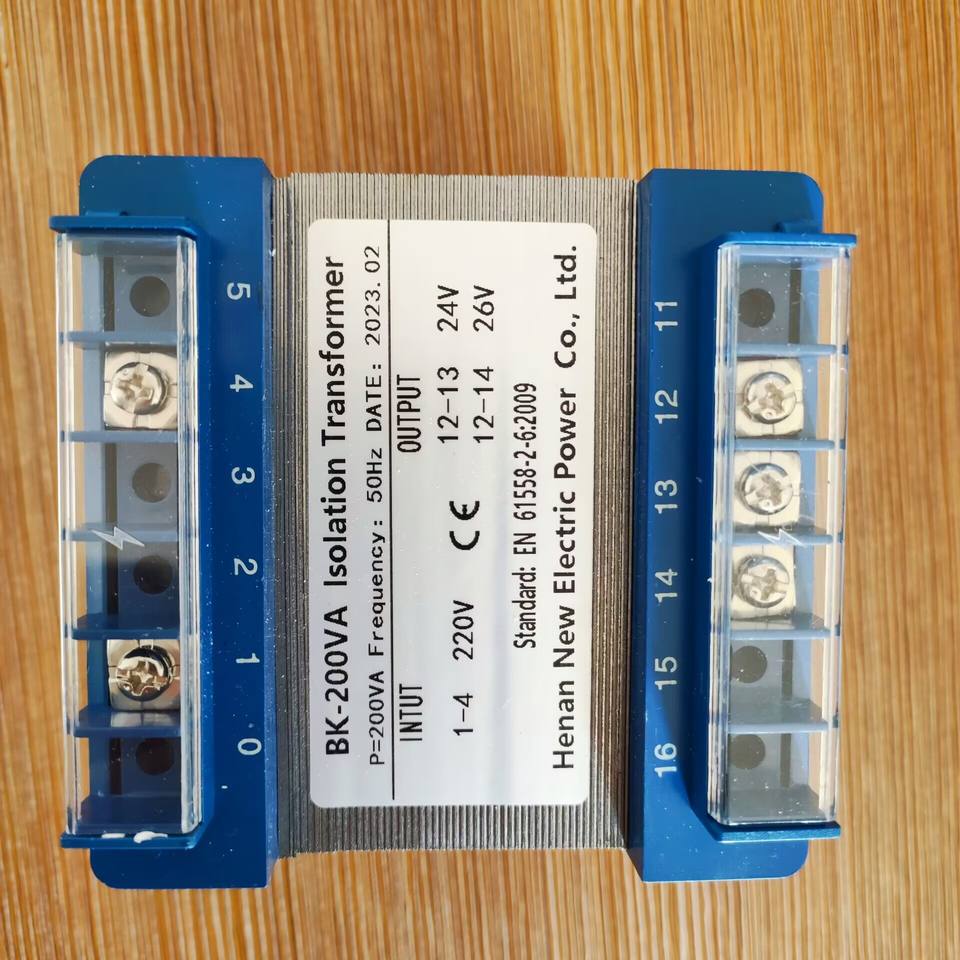 BK-200VA Isolation Transformer
P=200VA Frequency: 50Hz DATE: 2023.02
INTUT OUTPUT
1-4 220V CE 12-13 24V
12-14 26V
Standard: EN 61558-2-6:2009
Henan New Electric Power Co., Ltd.
5
4
3
2
1
0
11
12
13
14
15
16